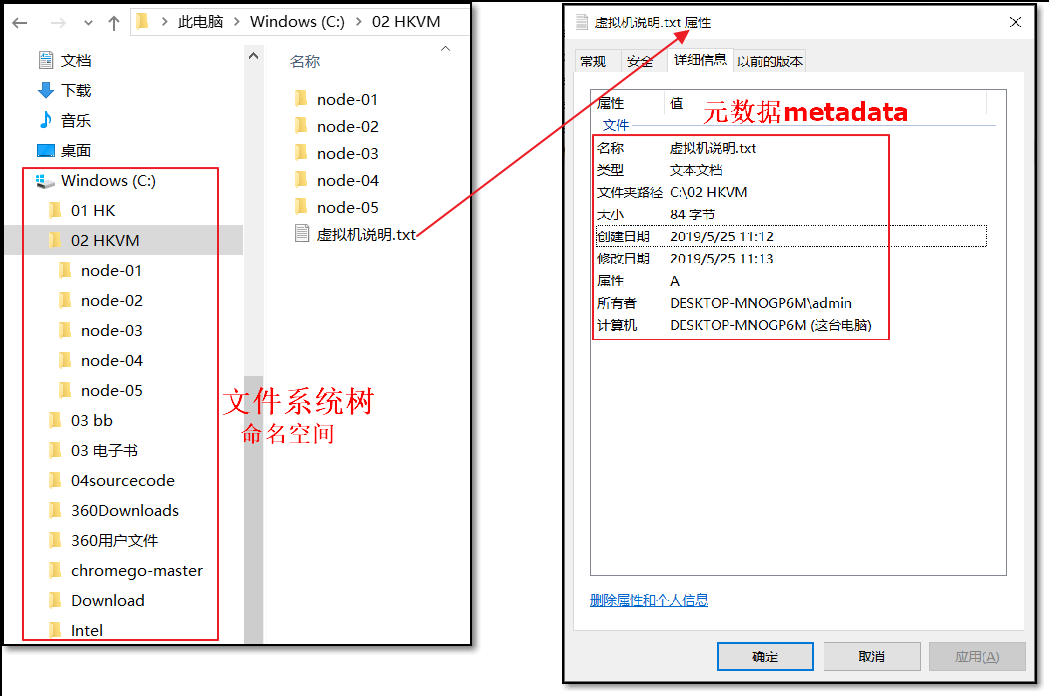 此电脑 > Windows (C:) > 02 HKVM
文档
下载
音乐
桌面
Windows (C:)
01 HK
02 HKVM
node-01
node-02
node-03
node-04
node-05
03 bb
03 电子书
04sourcecode
360Downloads
360用户文件
chromego-master
Download
Intel
文件系统树
命名空间
名称
node-01
node-02
node-03
node-04
node-05
虚拟机说明.txt
虚拟机说明.txt 属性
常规 安全 详细信息 以前的版本
属性 值
元数据metadata
文件
名称 虚拟机说明.txt
类型 文本文档
文件夹路径 C:\02 HKVM
大小 84 字节
创建日期 2019/5/25 11:12
修改日期 2019/5/25 11:13
属性 A
所有者 DESKTOP-MNOGP6M\admin
计算机 DESKTOP-MNOGP6M (这台电脑)
删除属性和个人信息
确定 取消 应用(A)